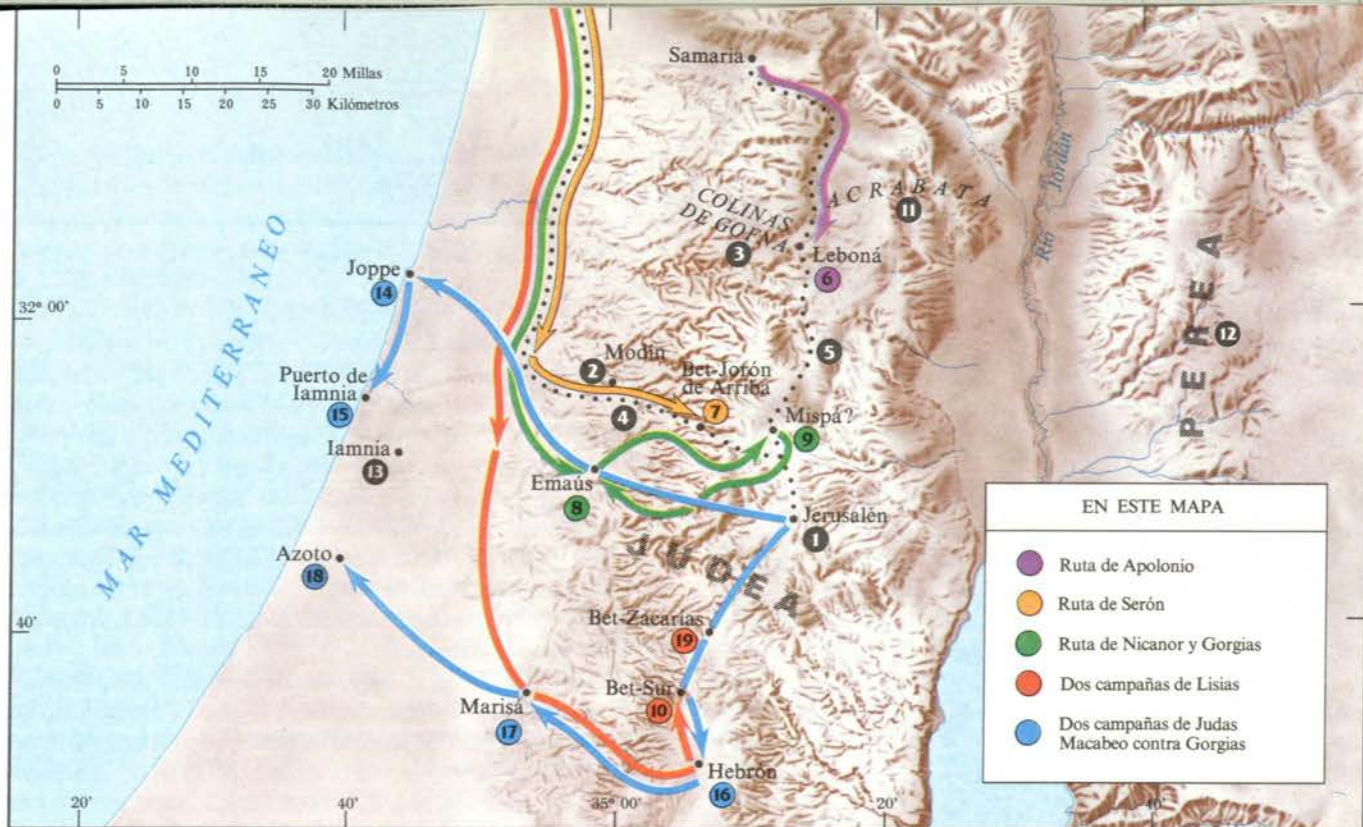 0 5 10 15 20 Millas
0 5 10 15 20 25 30 Kilómetros
Samaria
Río Jordán
ACRABATA
11
COLINAS
DE GOFNA
3
Leboná
6
MAR MEDITERRANEO
PEREA
12
Joppe
14
32° 00'
5
2
Modín
Bet-Jorón
de Arriba
7
4
Puerto de
Iamnia
15
Mispá?
9
Iamnia
13
Emaús
8
Jerusalén
1
JUDEA
Azoto
18
40'
Bet-Zacarías
19
Bet-Sur
10
Marisá
17
Hebrón
16
20'
40'
35° 00'
20'
40'
EN ESTE MAPA
Ruta de Apolonio
Ruta de Serón
Ruta de Nicanor y Gorgias
Dos campañas de Lisias
Dos campañas de Judas
Macabeo contra Gorgias